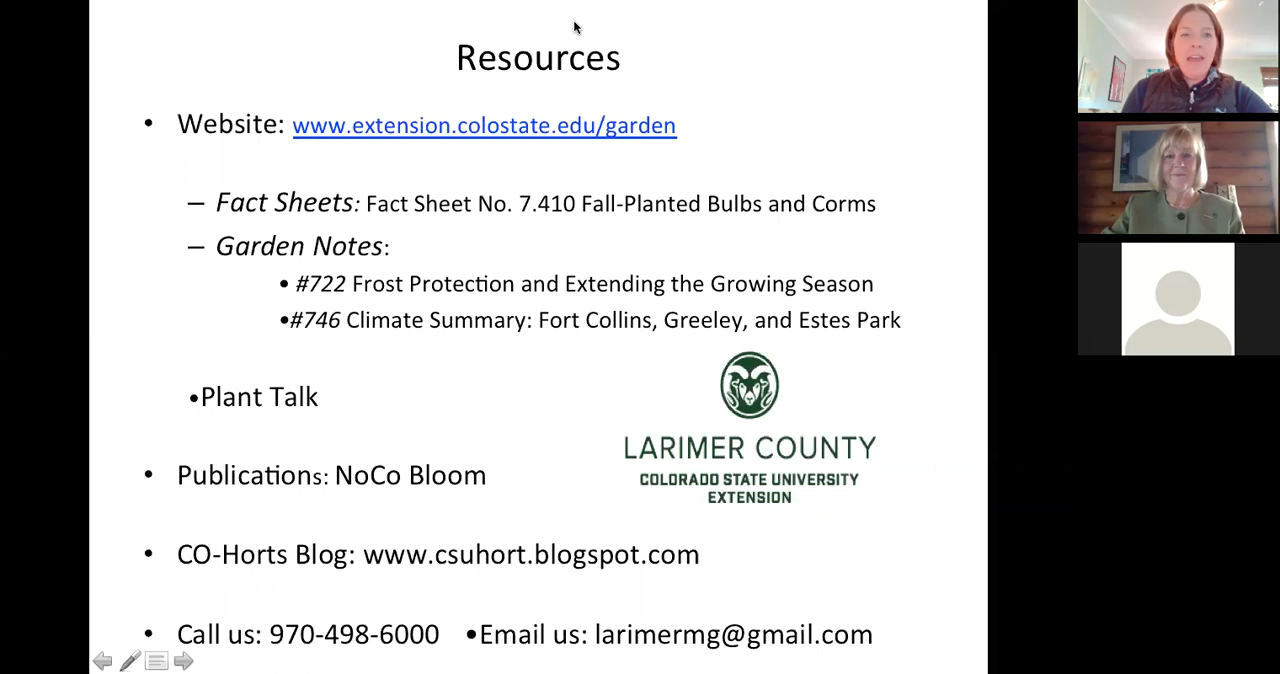 Resources
• Website: www.extension.colostate.edu/garden
– Fact Sheets: Fact Sheet No. 7.410 Fall-Planted Bulbs and Corms
– Garden Notes:
• #722 Frost Protection and Extending the Growing Season
•#746 Climate Summary: Fort Collins, Greeley, and Estes Park
•Plant Talk
LARIMER COUNTY
COLORADO STATE UNIVERSITY
EXTENSION
• Publications: NoCo Bloom
• CO-Horts Blog: www.csuhort.blogspot.com
• Call us: 970-498-6000 •Email us: larimermg@gmail.com